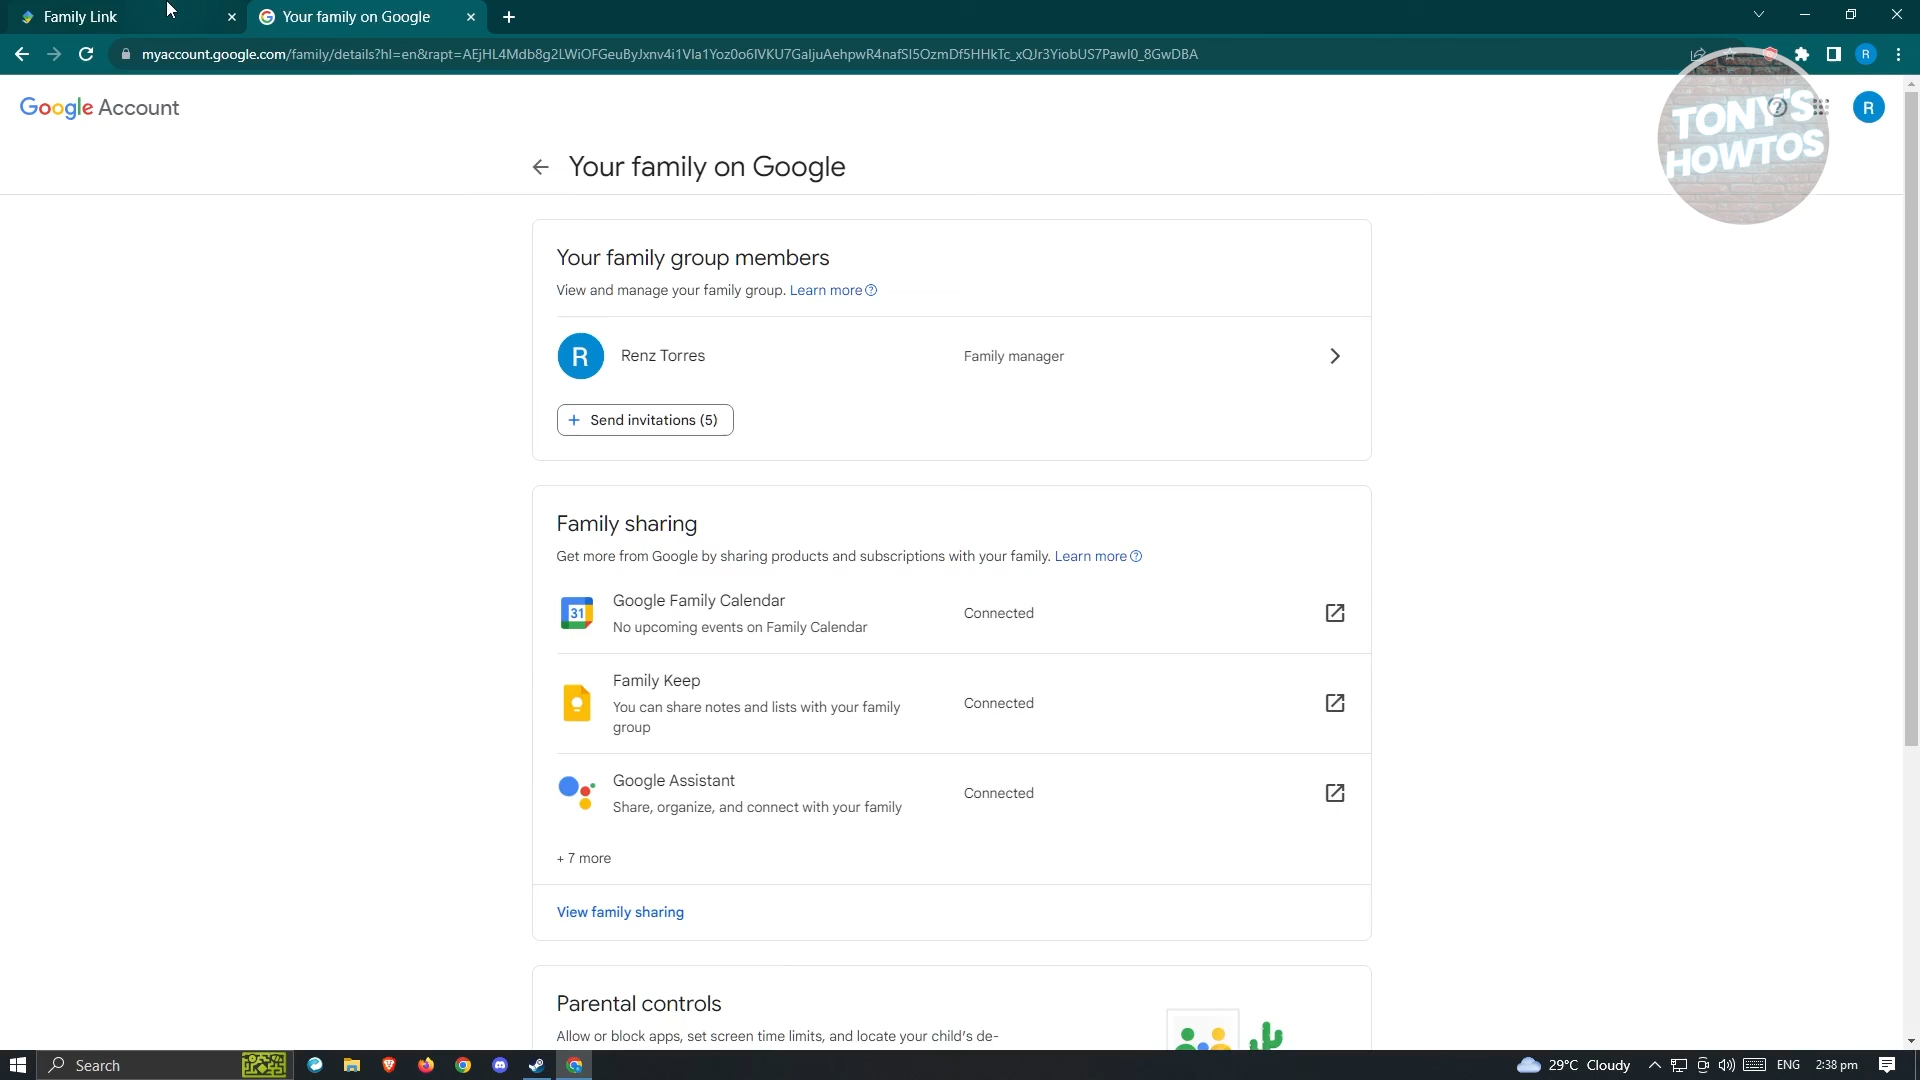 Family Link
Your family on Google
myaccount.google.com/family/details?hl=en&rapt=AEjHL4Mdb8g2LWiOFGeuByJxnv4i1Vla1Yoz0o6lVKU7GaljuAehpwR4nafSl5OzmDf5HHkTc_xQJr3YiobUS7Pawl0_8GwDBA
R
Google Account
R
TONY'S
HOWTOS
Your family on Google
Your family group members
View and manage your family group. Learn more
R
Renz Torres
Family manager
+ Send invitations (5)
Family sharing
Get more from Google by sharing products and subscriptions with your family. Learn more
31
Google Family Calendar
No upcoming events on Family Calendar
Connected
Family Keep
You can share notes and lists with your family
group
Connected
Google Assistant
Share, organize, and connect with your family
Connected
+ 7 more
View family sharing
Parental controls
Allow or block apps, set screen time limits, and locate your child's de-
Search
29°C Cloudy
ENG
2:38 pm